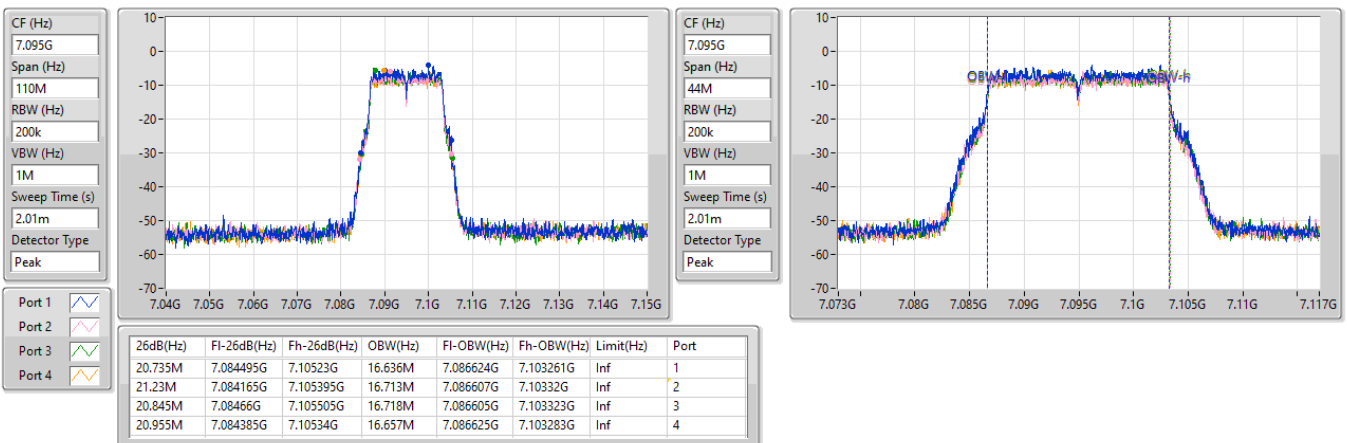 CF (Hz)
7.095G
Span (Hz)
110M
RBW (Hz)
200k
VBW (Hz)
1M
Sweep Time (s)
2.01m
Detector Type
Peak
10
0
-10
-20
-30
-40
-50
-60
-70
7.04G 7.05G 7.06G 7.07G 7.08G 7.09G 7.1G 7.11G 7.12G 7.13G 7.14G 7.15G
CF (Hz)
7.095G
Span (Hz)
44M
RBW (Hz)
200k
VBW (Hz)
1M
Sweep Time (s)
2.01m
Detector Type
Peak
10
0
-10
-20
-30
-40
-50
-60
-70
OBW-h
7.073G 7.08G 7.085G 7.09G 7.095G 7.1G 7.105G 7.11G 7.117G
Port 1
Port 2
Port 3
Port 4
26dB(Hz) Fl-26dB(Hz) Fh-26dB(Hz) OBW(Hz) Fl-OBW(Hz) Fh-OBW(Hz) Limit(Hz) Port
20.735M 7.084495G 7.10523G 16.636M 7.086624G 7.103261G Inf 1
21.23M 7.084165G 7.105395G 16.713M 7.086607G 7.10332G Inf 2
20.845M 7.08466G 7.105505G 16.718M 7.086605G 7.103323G Inf 3
20.955M 7.084385G 7.10534G 16.657M 7.086625G 7.103283G Inf 4